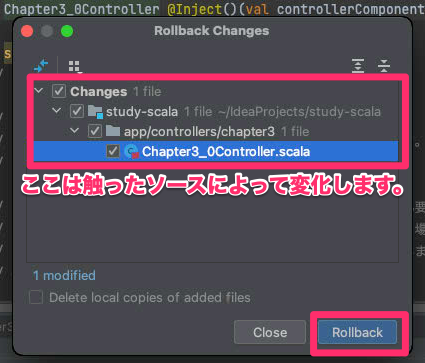 Chapter3_0Controller @Inject()(val controllerComponent
Rollback Changes
Changes 1 file
study-scala 1 file ~/IdeaProjects/study-scala
app/controllers/chapter3 1 file
Chapter3_0Controller.scala
ここは触ったソースによって変化します。
1 modified
Delete local copies of added files
Close
Rollback